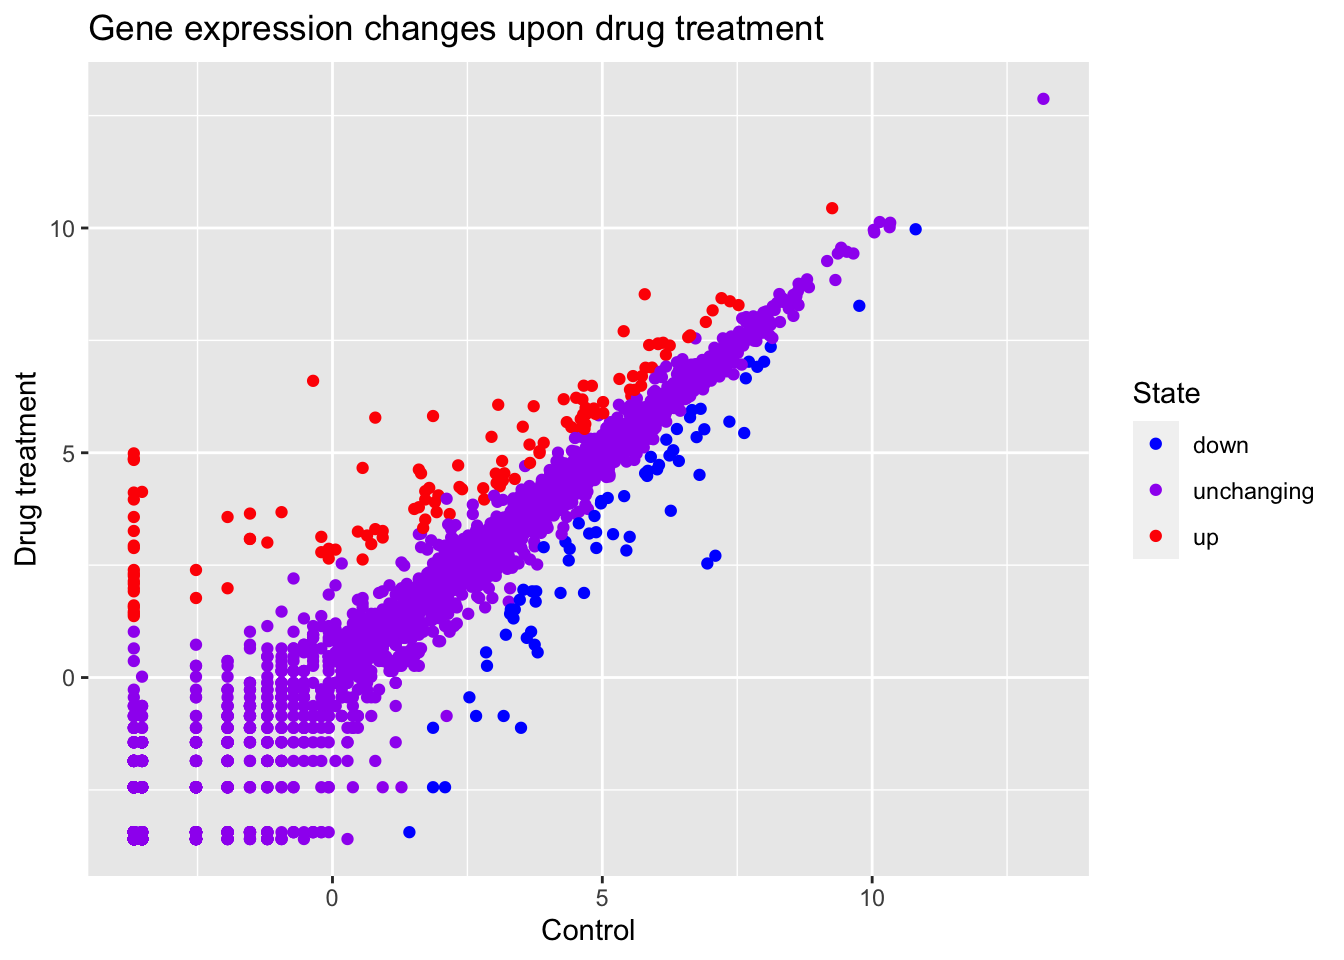 Gene expression changes upon drug treatment
Drug treatment
10
5
0
0 5 10
Control
State
down
unchanging
up